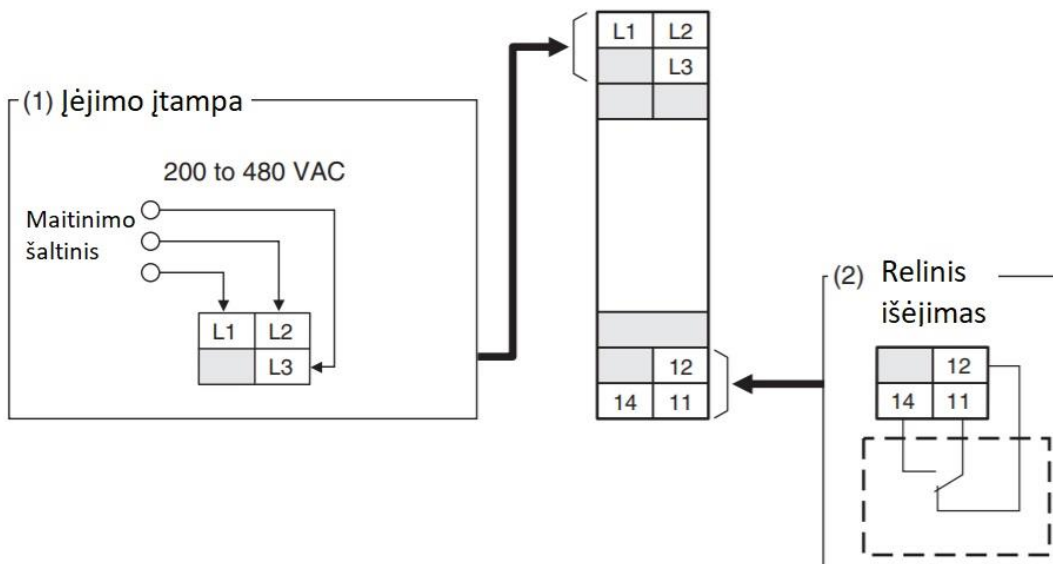 (1) Įėjimo įtampa
200 to 480 VAC
Maitinimo
šaltinis
L1 L2
L3
L1 L2
L3
12
14 11
(2) Relinis
išėjimas
12
14 11